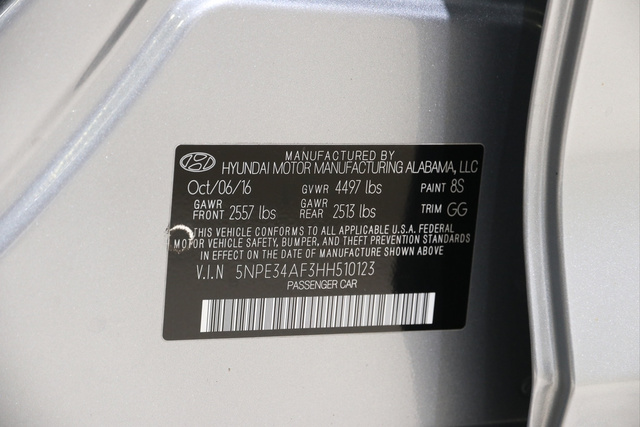 MANUFACTURED BY
HYUNDAI MOTOR MANUFACTURING ALABAMA, LLC
Oct/06/16 GVWR 4497 lbs PAINT 8S
GAWR FRONT 2557 lbs GAWR REAR 2513 lbs TRIM GG
THIS VEHICLE CONFORMS TO ALL APPLICABLE U.S.A. FEDERAL
MOTOR VEHICLE SAFETY, BUMPER, AND THEFT PREVENTION STANDARDS
IN EFFECT ON THE DATE OF MANUFACTURE SHOWN ABOVE.
V.I.N 5NPE34AF3HH510123
PASSENGER CAR